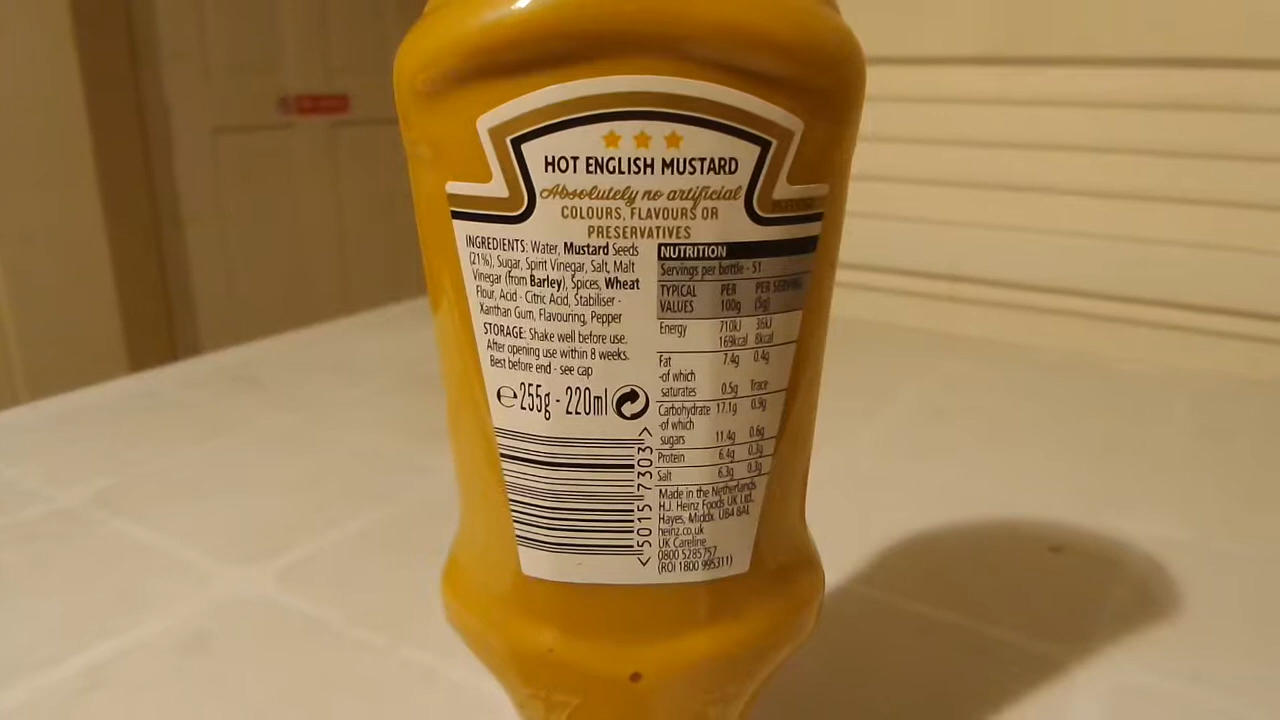 HOT ENGLISH MUSTARD
Absolutely no artificial
COLOURS, FLAVOURS OR
PRESERVATIVES
INGREDIENTS: Water, Mustard Seeds
(21%), Sugar, Spirit Vinegar, Salt, Malt
Vinegar (from Barley), Spices, Wheat
Flour, Acid - Citric Acid, Stabiliser -
Xanthan Gum, Flavouring, Pepper
STORAGE: Shake well before use.
After opening use within 8 weeks.
Best before end - see cap
e255g - 220ml
<5015"7303">
NUTRITION
Servings per bottle - 51
TYPICAL PER PER SERVING
VALUES 100g (5g)
Energy 710kJ 36kJ
169kcal 8kcal
Fat 7.4g 0.4g
-of which
saturates 0.5g Trace
Carbohydrate 17.1g 0.9g
-of which
sugars 11.4g 0.6g
Protein 6.4g 0.3g
Salt 6.3g 0.3g
Made in the Netherlands
H.J. Heinz Foods UK Ltd.
Hayes, Middx. UB4 8AL
heinz.co.uk
UK Careline
0800 5285757
(ROI 1800 995311)